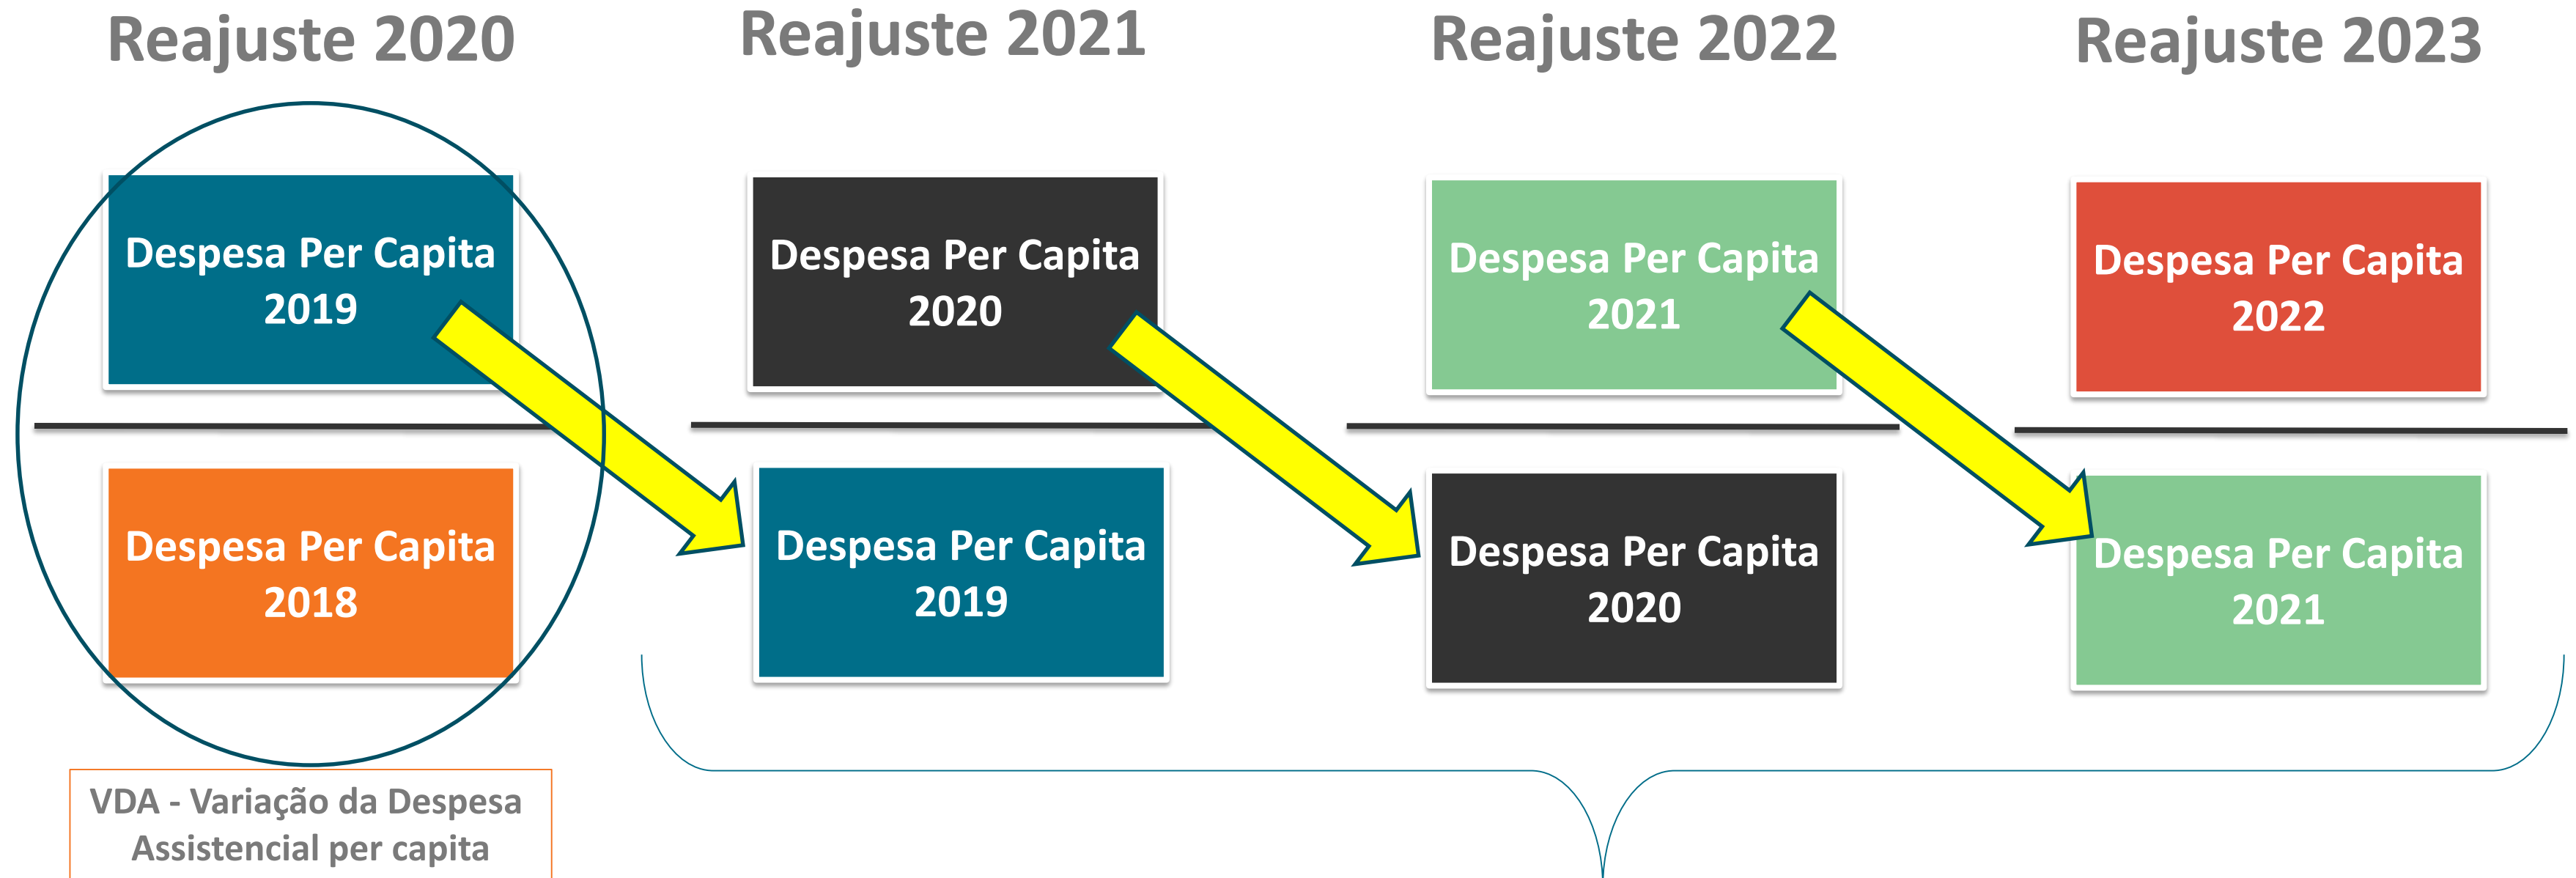 Reajuste 2020
Reajuste 2021
Reajuste 2022
Reajuste 2023
Despesa Per Capita
2019
Despesa Per Capita
2020
Despesa Per Capita
2021
Despesa Per Capita
2022
Despesa Per Capita
2018
Despesa Per Capita
2019
Despesa Per Capita
2020
Despesa Per Capita
2021
VDA - Variação da Despesa
Assistencial per capita